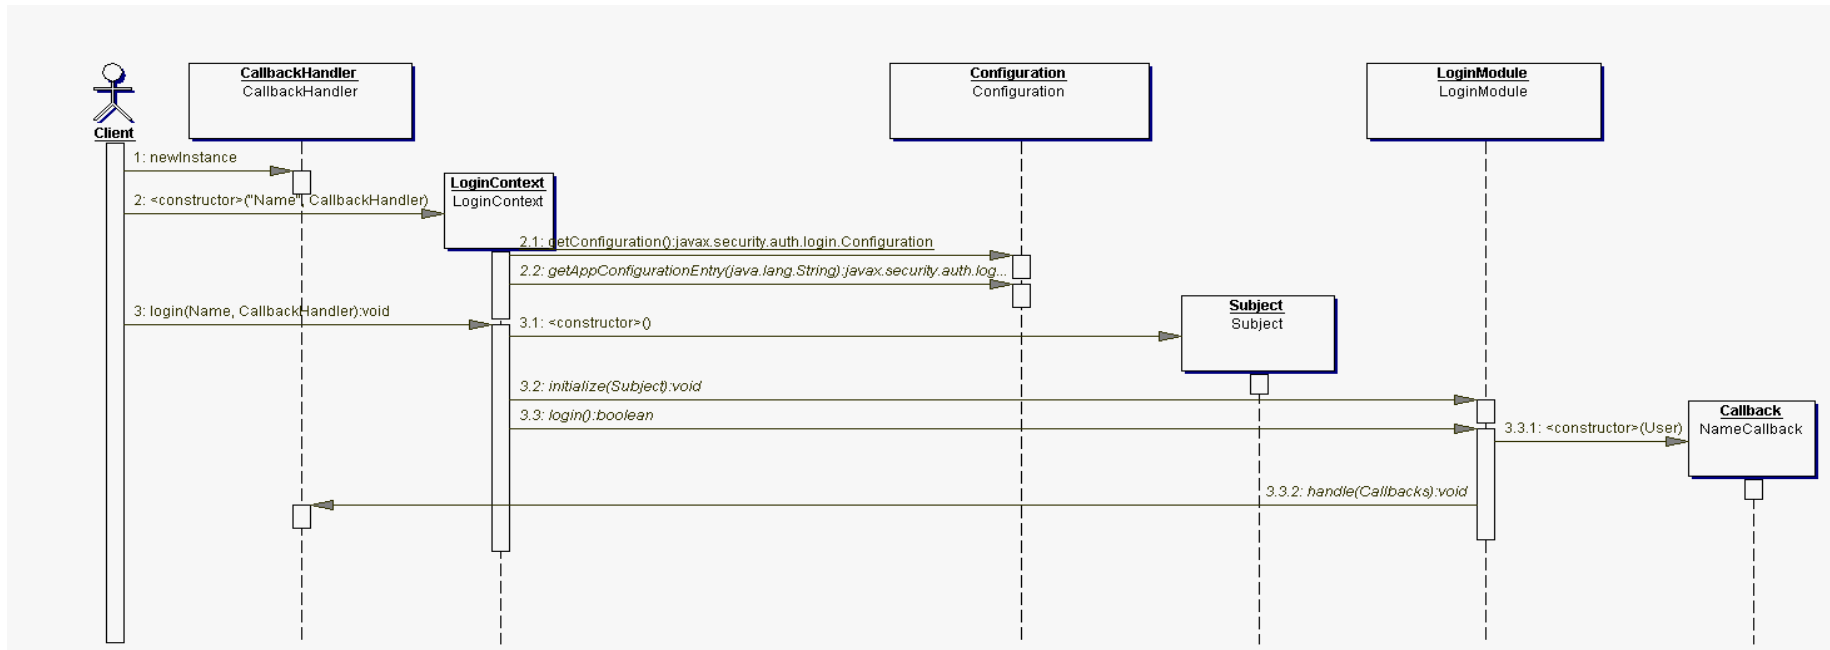 CallbackHandler
CallbackHandler
Configuration
Configuration
LoginModule
LoginModule
Client
1: newInstance
LoginContext
LoginContext
2: <constructor>("Name", CallbackHandler)
2.1: getConfiguration():javax.security.auth.login.Configuration
2.2: getAppConfigurationEntry(java.lang.String):javax.security.auth.log...
Subject
Subject
3: login(Name, CallbackHandler):void
3.1: <constructor>()
3.2: initialize(Subject):void
3.3: login():boolean
Callback
NameCallback
3.3.1: <constructor>(User)
3.3.2: handle(Callbacks):void